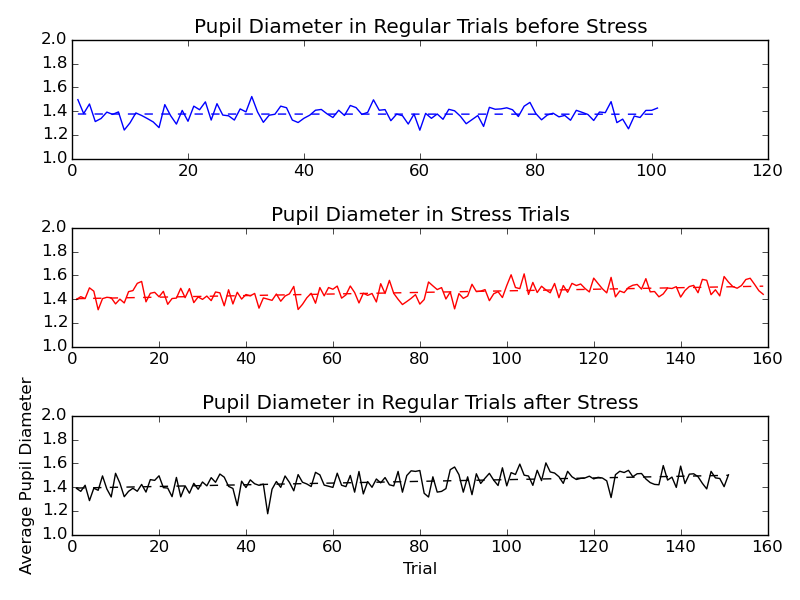 Pupil Diameter in Regular Trials before Stress
2.0
1.8
1.6
1.4
1.2
1.0
0 20 40 60 80 100 120
Pupil Diameter in Stress Trials
2.0
1.8
1.6
1.4
1.2
1.0
0 20 40 60 80 100 120 140 160
Pupil Diameter in Regular Trials after Stress
Average Pupil Diameter
2.0
1.8
1.6
1.4
1.2
1.0
0 20 40 60 80 100 120 140 160
Trial